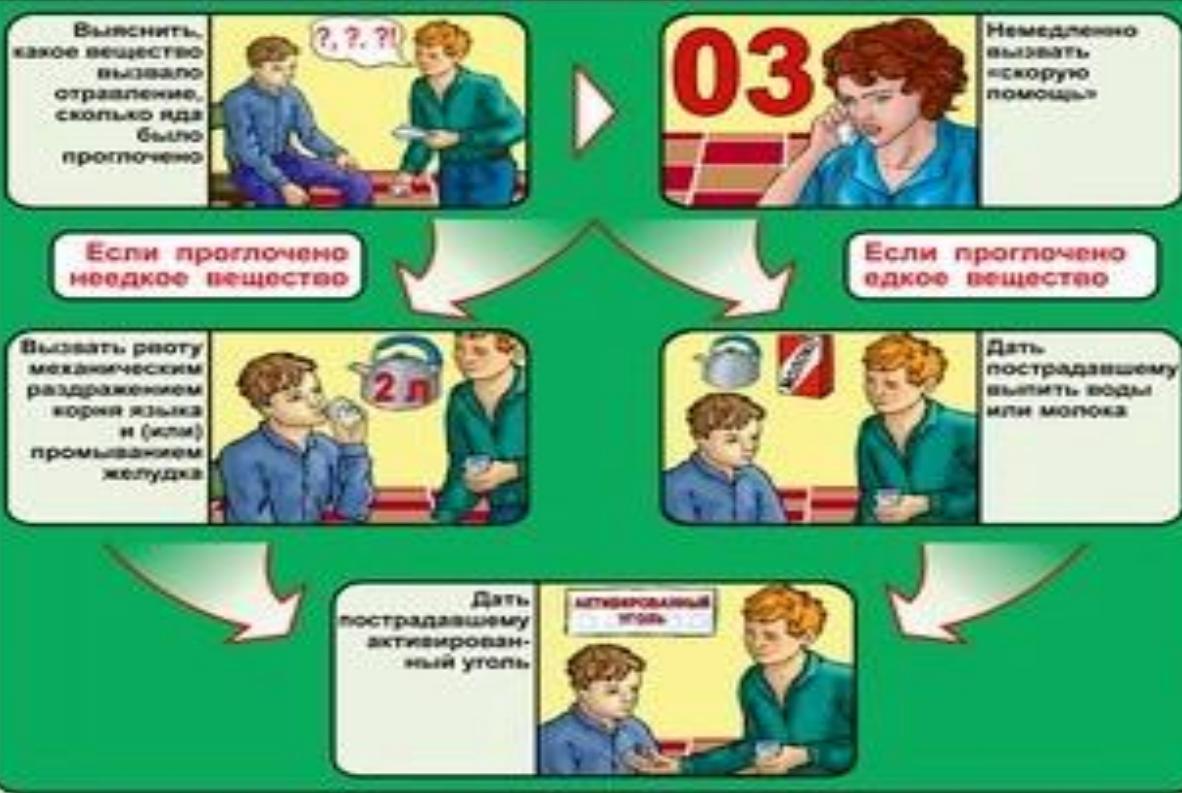 Выяснить,
какое вещество
вызвало
отравление,
сколько яда
было
проглочено
?, ?. ?!
03
Немедленно
вызвать
«скорую
помощь»
Если проглочено
неедкое вещество
Если проглочено
едкое вещество
Вызвать рвоту
механическим
раздражением
корня языка
и (или)
промыванием
желудка
2 л
Дать
пострадавшему
выпить воды
или молока
Дать
пострадавшему
активирован-
ный уголь
АКТИВИРОВАННЫЙ
УГОЛЬ